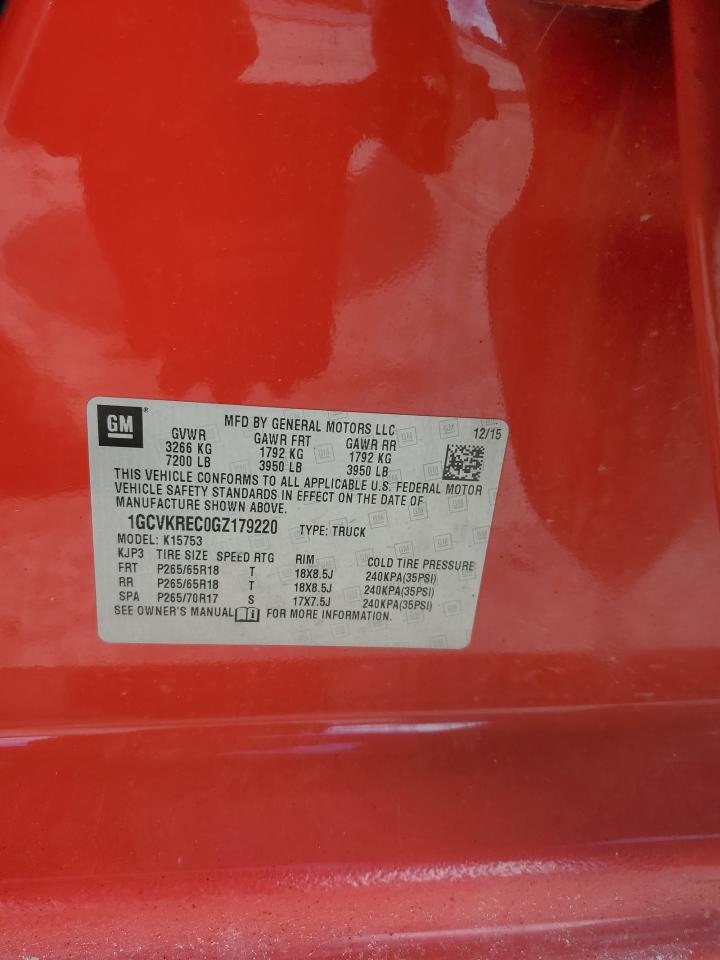 GM ® MFD BY GENERAL MOTORS LLC 12/15
GVWR GAWR FRT GAWR RR
3266 KG 1792 KG 1792 KG
7200 LB 3950 LB 3950 LB
THIS VEHICLE CONFORMS TO ALL APPLICABLE U.S. FEDERAL MOTOR
VEHICLE SAFETY STANDARDS IN EFFECT ON THE DATE OF
MANUFACTURE SHOWN ABOVE.
1GCVKREC0GZ179220 TYPE: TRUCK
MODEL: K15753
KJP3 TIRE SIZE SPEED RTG RIM COLD TIRE PRESSURE
FRT P265/65R18 T 18X8.5J 240KPA(35PSI)
RR P265/65R18 T 18X8.5J 240KPA(35PSI)
SPA P265/70R17 S 17X7.5J 240KPA(35PSI)
SEE OWNER'S MANUAL FOR MORE INFORMATION.